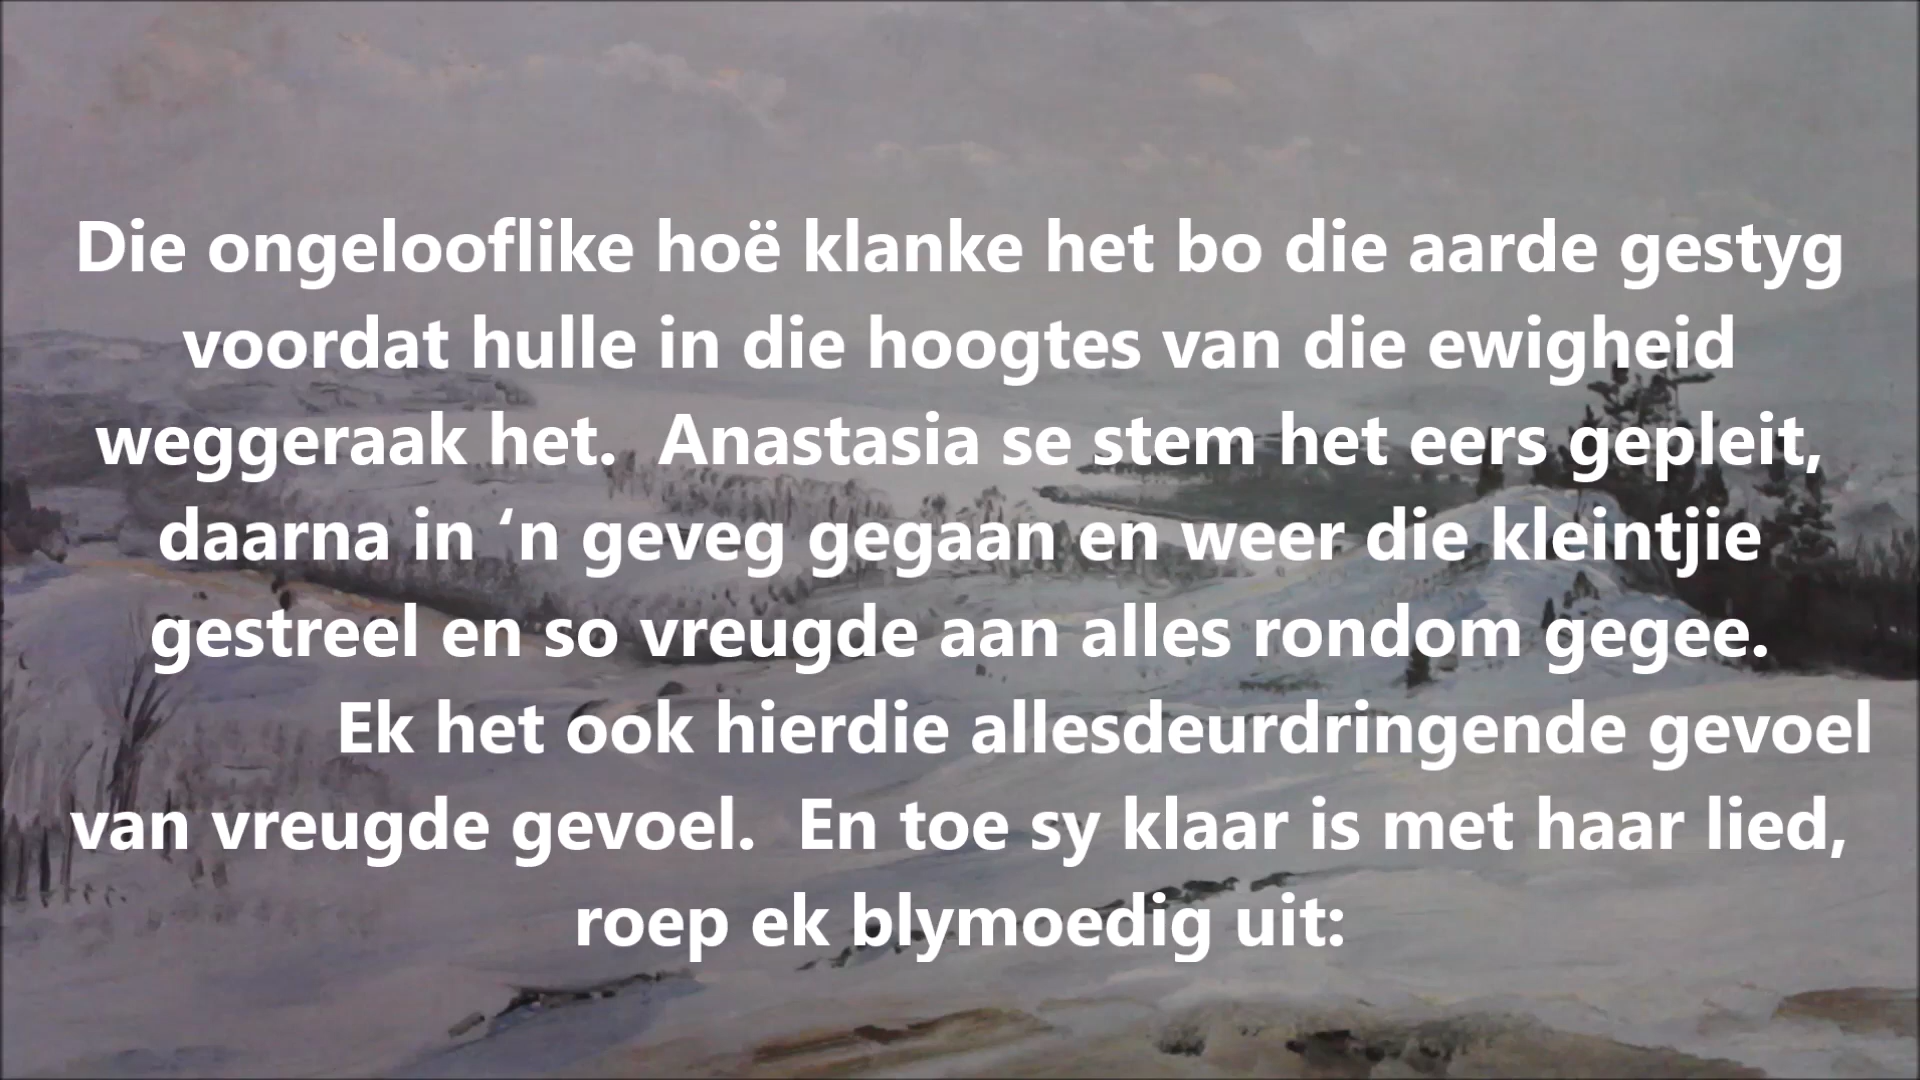 Die ongelooflike hoë klanke het bo die aarde gestyg
voordat hulle in die hoogtes van die ewigheid
weggeraak het.  Anastasia se stem het eers gepleit,
daarna in ‘n geveg gegaan en weer die kleintjie
gestreel en so vreugde aan alles rondom gegee.
Ek het ook hierdie allesdeurdringende gevoel
van vreugde gevoel.  En toe sy klaar is met haar lied,
roep ek blymoedig uit: